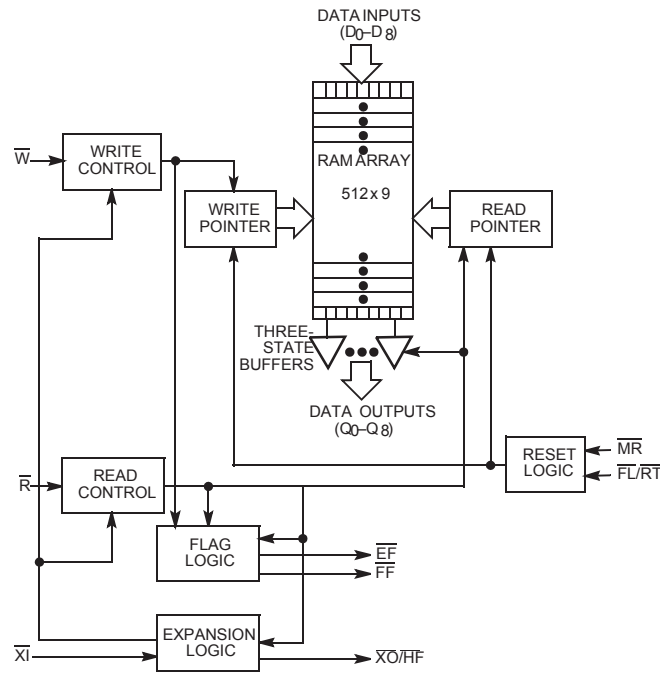 DATA INPUTS
(D0–D8)
W
WRITE
CONTROL
WRITE
POINTER
RAM ARRAY
512 x 9
READ
POINTER
THREE-
STATE
BUFFERS
DATA OUTPUTS
(Q0–Q8)
RESET
LOGIC
MR
FL/RT
R
READ
CONTROL
FLAG
LOGIC
EF
FF
EXPANSION
LOGIC
XI
XO/HF